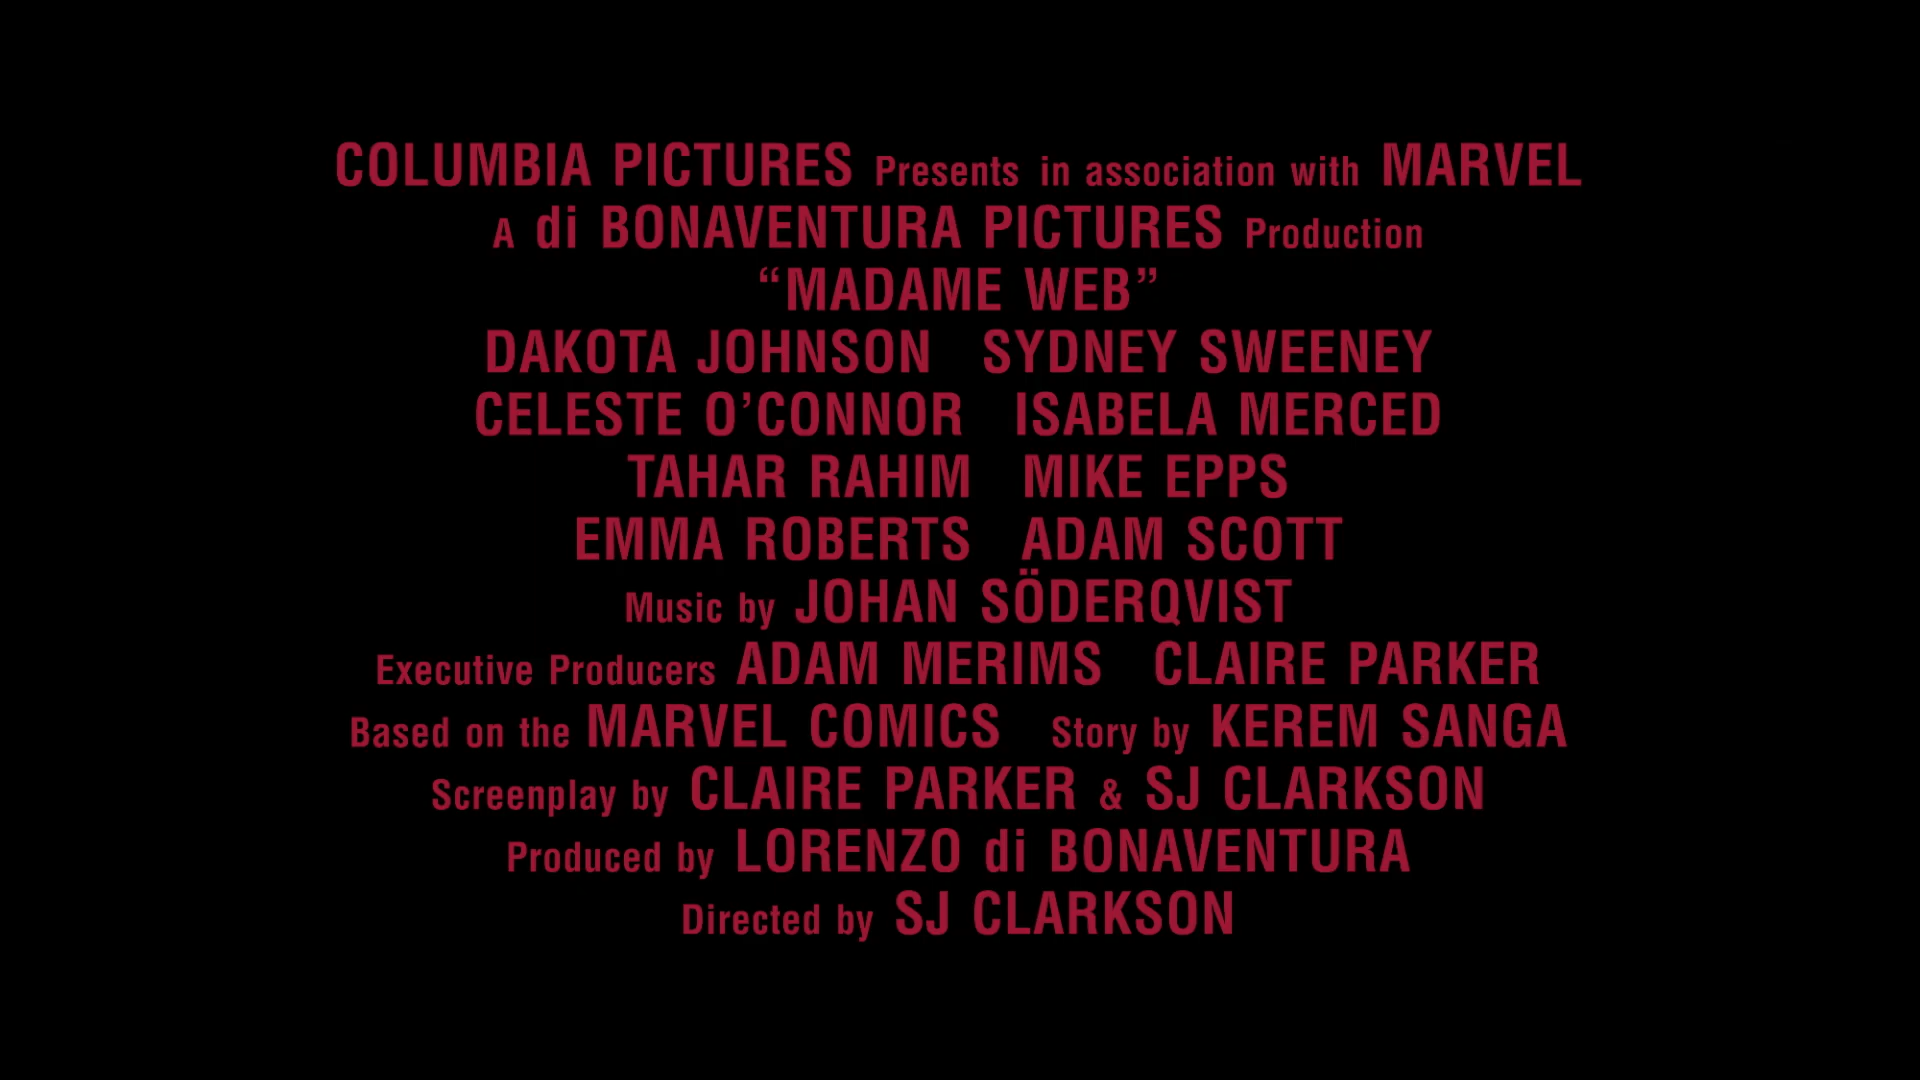 COLUMBIA PICTURES Presents in association with MARVEL
A di BONAVENTURA PICTURES Production
“MADAME WEB”
DAKOTA JOHNSON SYDNEY SWEENEY
CELESTE O’CONNOR ISABELA MERCED
TAHAR RAHIM MIKE EPPS
EMMA ROBERTS ADAM SCOTT
Music by JOHAN SÖDERQVIST
Executive Producers ADAM MERIMS CLAIRE PARKER
Based on the MARVEL COMICS Story by KEREM SANGA
Screenplay by CLAIRE PARKER & SJ CLARKSON
Produced by LORENZO di BONAVENTURA
Directed by SJ CLARKSON